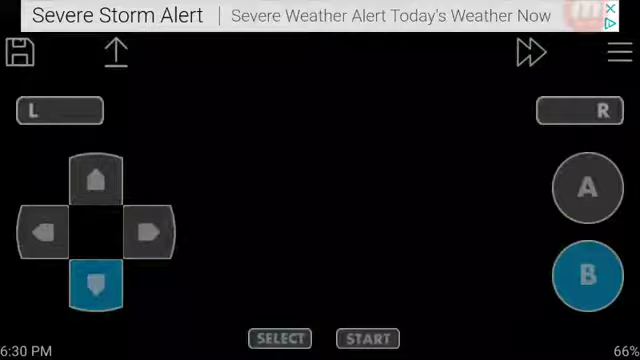 Severe Storm Alert | Severe Weather Alert Today's Weather Now
L
R
A
B
SELECT START
6:30 PM
66%